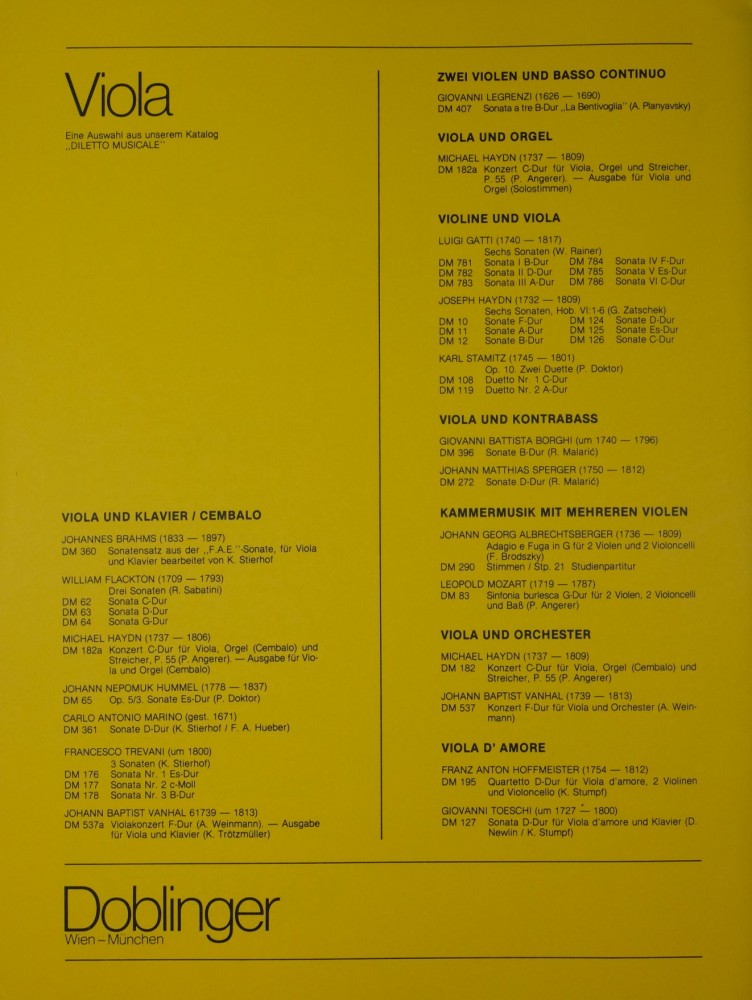 Viola
Eine Auswahl aus unserem Katalog
„DILETTO MUSICALE"
VIOLA UND KLAVIER / CEMBALO
JOHANNES BRAHMS (1833 — 1897)
DM 360 Sonatensatz aus der „F.A.E."-Sonate, für Viola
und Klavier bearbeitet von K. Stierhof
WILLIAM FLACKTON (1709 — 1793)
Drei Sonaten (R. Sabatini)
DM 62 Sonata C-Dur
DM 63 Sonata D-Dur
DM 64 Sonata G-Dur
MICHAEL HAYDN (1737 — 1806)
DM 182a Konzert C-Dur für Viola, Orgel (Cembalo) und
Streicher, P. 55 (P. Angerer). — Ausgabe für Vio-
la und Orgel (Cembalo)
JOHANN NEPOMUK HUMMEL (1778 — 1837)
DM 65 Op. 5/3. Sonate Es-Dur (P. Doktor)
CARLO ANTONIO MARINO (gest. 1671)
DM 361 Sonate D-Dur (K. Stierhof / F. A. Hueber)
FRANCESCO TREVANI (um 1800)
3 Sonaten (K. Stierhof)
DM 176 Sonata Nr. 1 Es-Dur
DM 177 Sonata Nr. 2 c-Moll
DM 178 Sonata Nr. 3 B-Dur
JOHANN BAPTIST VANHAL 61739 — 1813)
DM 537a Violakonzert F-Dur (A. Weinmann). — Ausgabe
für Viola und Klavier (K. Trötzmüller)
ZWEI VIOLEN UND BASSO CONTINUO
GIOVANNI LEGRENZI (1626 — 1690)
DM 407 Sonata a tre B-Dur „La Bentivoglia" (A. Planyavsky)
VIOLA UND ORGEL
MICHAEL HAYDN (1737 — 1809)
DM 182a Konzert C-Dur für Viola, Orgel und Streicher,
P. 55 (P. Angerer). — Ausgabe für Viola und
Orgel (Solostimmen)
VIOLINE UND VIOLA
LUIGI GATTI (1740 — 1817)
Sechs Sonaten (W. Rainer)
DM 781 Sonata I B-Dur DM 784 Sonata IV F-Dur
DM 782 Sonata II D-Dur DM 785 Sonata V Es-Dur
DM 783 Sonata III A-Dur DM 786 Sonata VI C-Dur
JOSEPH HAYDN (1732 — 1809)
Sechs Sonaten, Hob. VI:1-6 (G. Zatschek)
DM 10 Sonate F-Dur DM 124 Sonate D-Dur
DM 11 Sonate A-Dur DM 125 Sonate Es-Dur
DM 12 Sonate B-Dur DM 126 Sonate C-Dur
KARL STAMITZ (1745 — 1801)
Op. 10. Zwei Duette (P. Doktor)
DM 108 Duetto Nr. 1 C-Dur
DM 119 Duetto Nr. 2 A-Dur
VIOLA UND KONTRABASS
GIOVANNI BATTISTA BORGHI (um 1740 — 1796)
DM 396 Sonate B-Dur (R. Malarić)
JOHANN MATTHIAS SPERGER (1750 — 1812)
DM 272 Sonate D-Dur (R. Malarić)
KAMMERMUSIK MIT MEHREREN VIOLEN
JOHANN GEORG ALBRECHTSBERGER (1736 — 1809)
Adagio e Fuga in G für 2 Violen und 2 Violoncelli
(F. Brodszky)
DM 290 Stimmen / Stp. 21 Studienpartitur
LEOPOLD MOZART (1719 — 1787)
DM 83 Sinfonia burlesca G-Dur für 2 Violen, 2 Violoncelli
und Baß (P. Angerer)
VIOLA UND ORCHESTER
MICHAEL HAYDN (1737 — 1809)
DM 182 Konzert C-Dur für Viola, Orgel (Cembalo) und
Streicher, P. 55 (P. Angerer)
JOHANN BAPTIST VANHAL (1739 — 1813)
DM 537 Konzert F-Dur für Viola und Orchester (A. Wein-
mann)
VIOLA D' AMORE
FRANZ ANTON HOFFMEISTER (1754 — 1812)
DM 195 Quartetto D-Dur für Viola d'amore, 2 Violinen
und Violoncello (K. Stumpf)
GIOVANNI TOESCHI (um 1727 — 1800)
DM 127 Sonata D-Dur für Viola d'amore und Klavier (D.
Newlin / K. Stumpf)
Doblinger
Wien – München